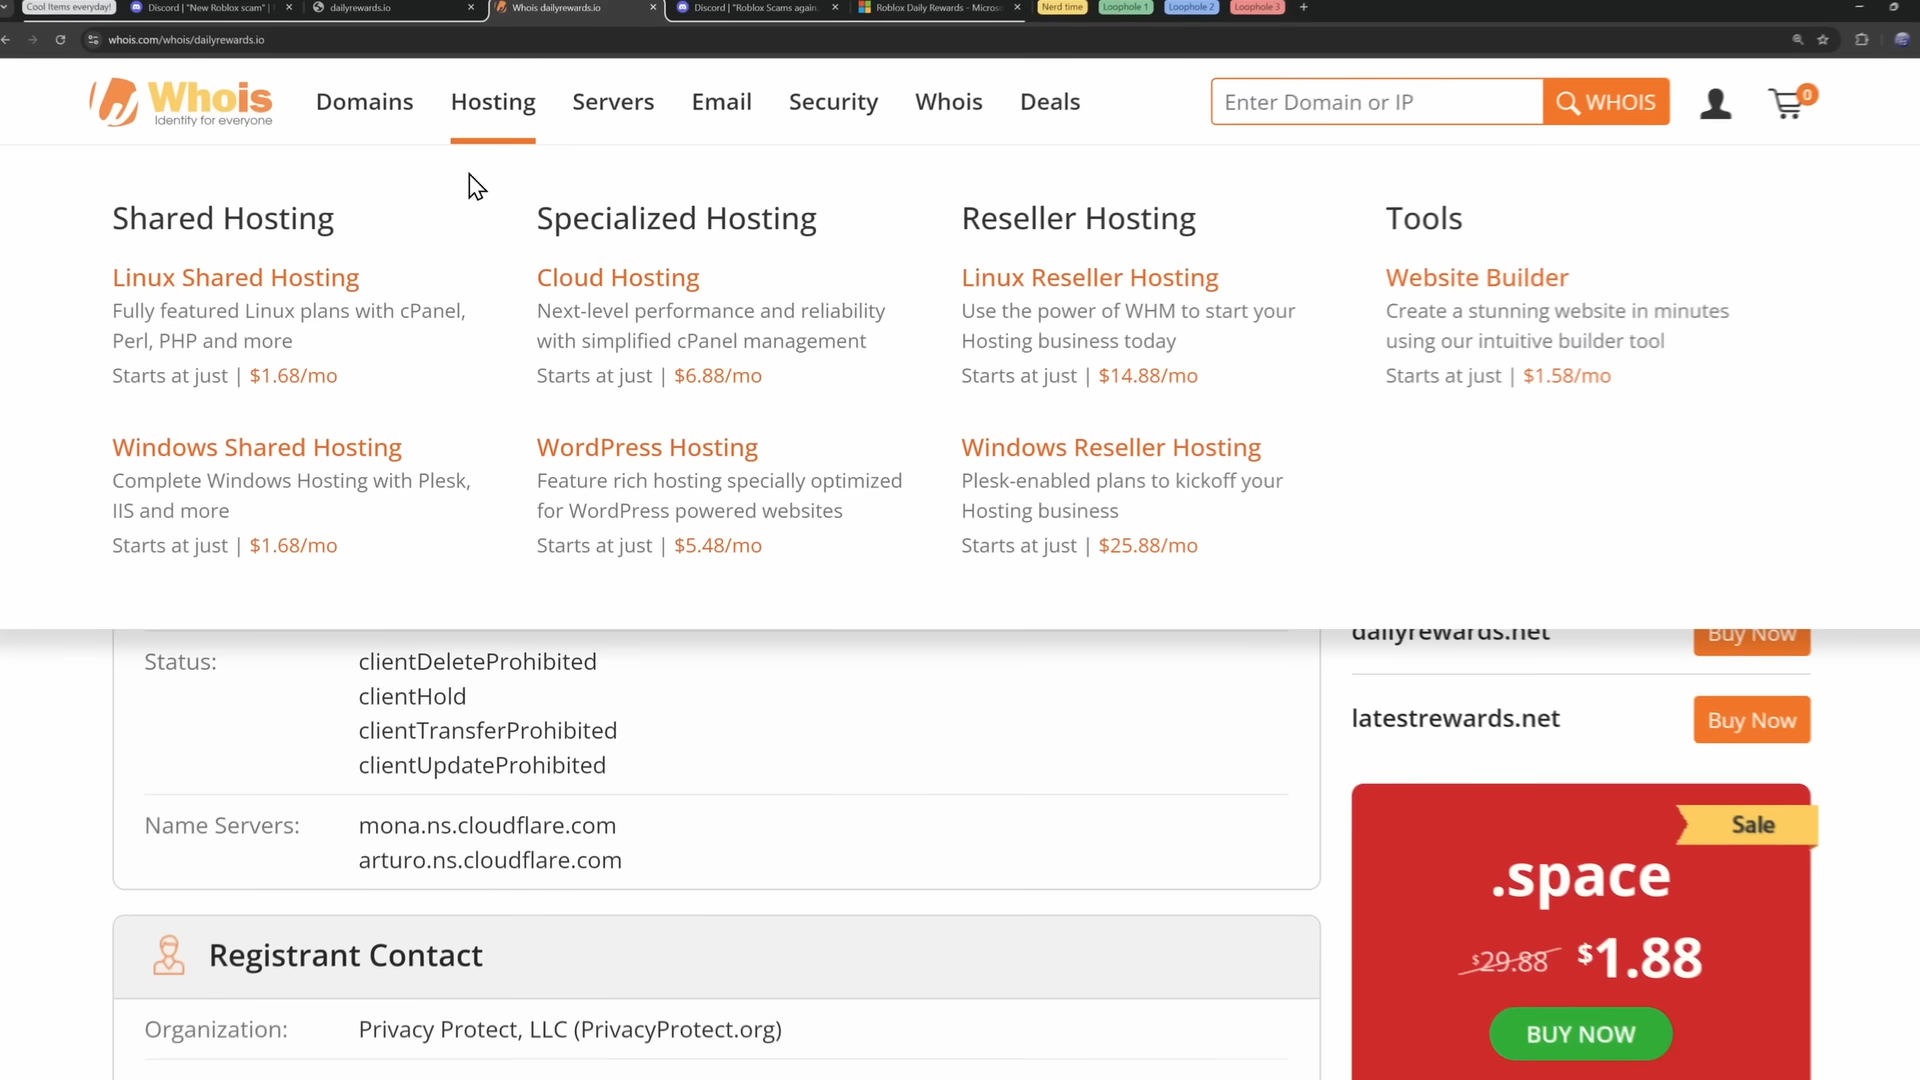 Cool Items everyday!
Discord | "New Roblox scam" |
dailyrewards.io
Whois dailyrewards.io
Discord | "Roblox Scams again
Roblox Daily Rewards - Micros
Nerd time
Loophole 1
Loophole 2
Loophole 3
whois.com/whois/dailyrewards.io
Whois
Identity for everyone
Domains
Hosting
Servers
Email
Security
Whois
Deals
Enter Domain or IP
WHOIS
0
Shared Hosting
Linux Shared Hosting
Fully featured Linux plans with cPanel,
Perl, PHP and more
Starts at just | $1.68/mo
Windows Shared Hosting
Complete Windows Hosting with Plesk,
IIS and more
Starts at just | $1.68/mo
Specialized Hosting
Cloud Hosting
Next-level performance and reliability
with simplified cPanel management
Starts at just | $6.88/mo
WordPress Hosting
Feature rich hosting specially optimized
for WordPress powered websites
Starts at just | $5.48/mo
Reseller Hosting
Linux Reseller Hosting
Use the power of WHM to start your
Hosting business today
Starts at just | $14.88/mo
Windows Reseller Hosting
Plesk-enabled plans to kickoff your
Hosting business
Starts at just | $25.88/mo
Tools
Website Builder
Create a stunning website in minutes
using our intuitive builder tool
Starts at just | $1.58/mo
Status:
clientDeleteProhibited
clientHold
clientTransferProhibited
clientUpdateProhibited
Name Servers:
mona.ns.cloudflare.com
arturo.ns.cloudflare.com
Registrant Contact
Organization:
Privacy Protect, LLC (PrivacyProtect.org)
dailyrewards.net
Buy Now
latestrewards.net
Buy Now
Sale
.space
$29.88 $1.88
BUY NOW